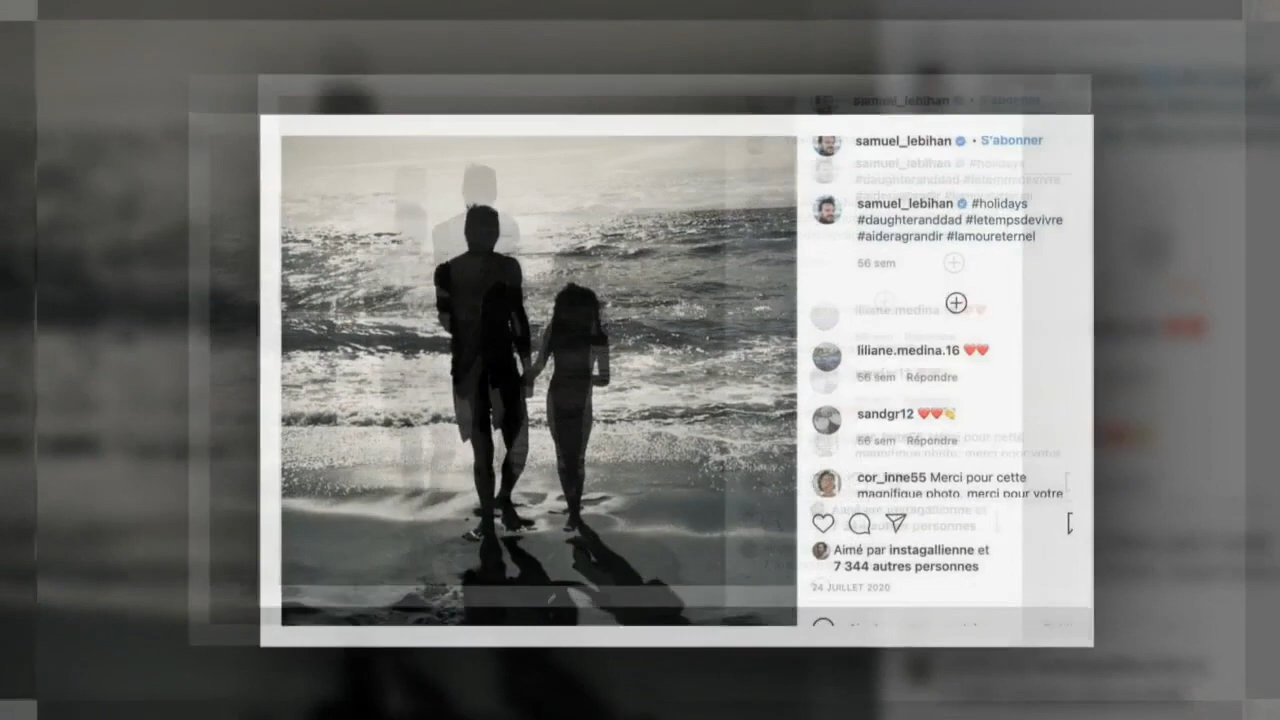 samuel_lebihan • S'abonner
samuel_lebihan #holidays
#daughteranddad #letempsdevivre
#aideragrandir #lamoureternel
56 sem
liliane.medina.16 ❤️❤️
56 sem Répondre
sandgr12 ❤️❤️👏
56 sem Répondre
cor_inne55 Merci pour cette
magnifique photo, merci pour votre
Aimé par instagallienne et
7 344 autres personnes
24 JUILLET 2020